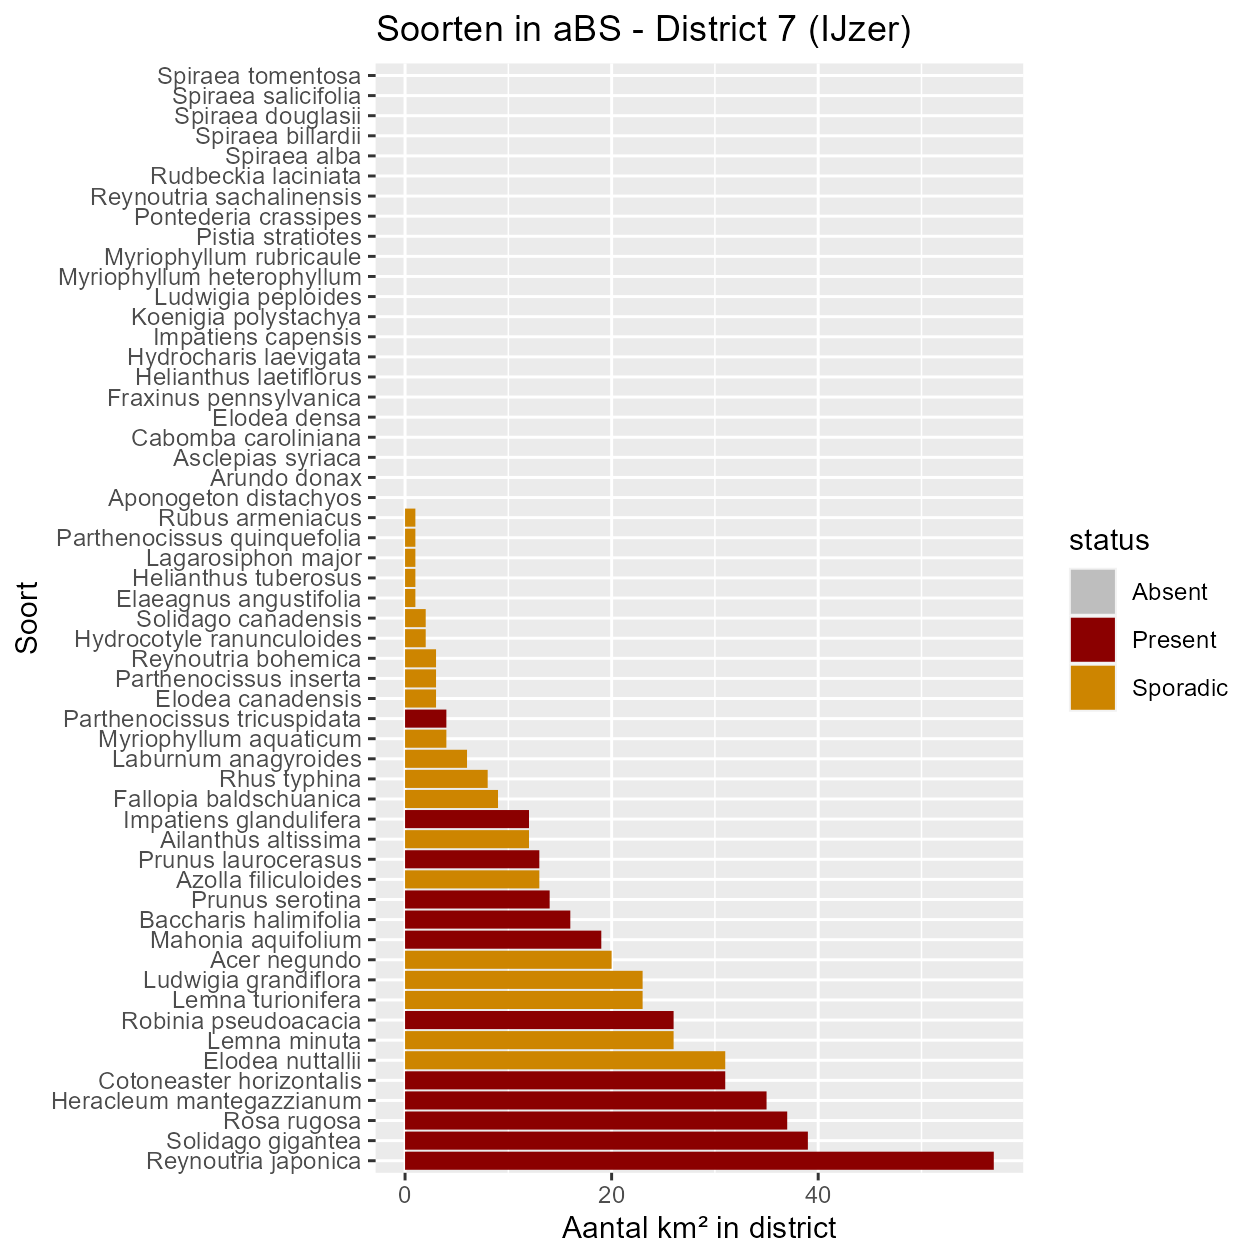 Soorten in aBS - District 7 (IJzer)
Spiraea tomentosa
Spiraea salicifolia
Spiraea douglasii
Spiraea billardii
Spiraea alba
Rudbeckia laciniata
Reynoutria sachalinensis
Pontederia crassipes
Pistia stratiotes
Myriophyllum rubricaule
Myriophyllum heterophyllum
Ludwigia peploides
Koenigia polystachya
Impatiens capensis
Hydrocharis laevigata
Helianthus laetiflorus
Fraxinus pennsylvanica
Elodea densa
Cabomba caroliniana
Asclepias syriaca
Arundo donax
Aponogeton distachyos
Rubus armeniacus
Parthenocissus quinquefolia
Lagarosiphon major
Helianthus tuberosus
Elaeagnus angustifolia
Solidago canadensis
Hydrocotyle ranunculoides
Reynoutria bohemica
Parthenocissus inserta
Elodea canadensis
Parthenocissus tricuspidata
Myriophyllum aquaticum
Laburnum anagyroides
Rhus typhina
Fallopia baldschuanica
Impatiens glandulifera
Ailanthus altissima
Prunus laurocerasus
Azolla filiculoides
Prunus serotina
Baccharis halimifolia
Mahonia aquifolium
Acer negundo
Ludwigia grandiflora
Lemna turionifera
Robinia pseudoacacia
Lemna minuta
Elodea nuttallii
Cotoneaster horizontalis
Heracleum mantegazzianum
Rosa rugosa
Solidago gigantea
Reynoutria japonica
Soort
0 20 40
Aantal km² in district
status
Absent
Present
Sporadic